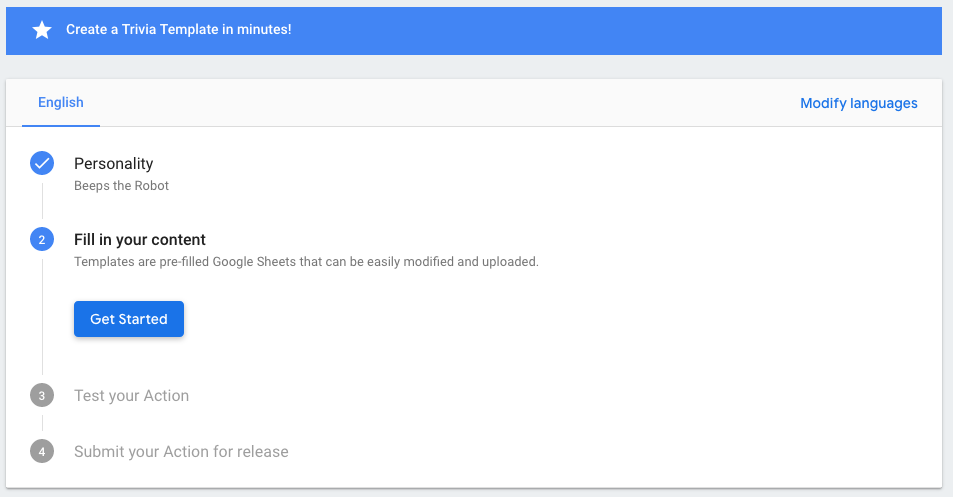 Create a Trivia Template in minutes!
English
Modify languages
Personality
Beeps the Robot
2
Fill in your content
Templates are pre-filled Google Sheets that can be easily modified and uploaded.
Get Started
3
Test your Action
4
Submit your Action for release